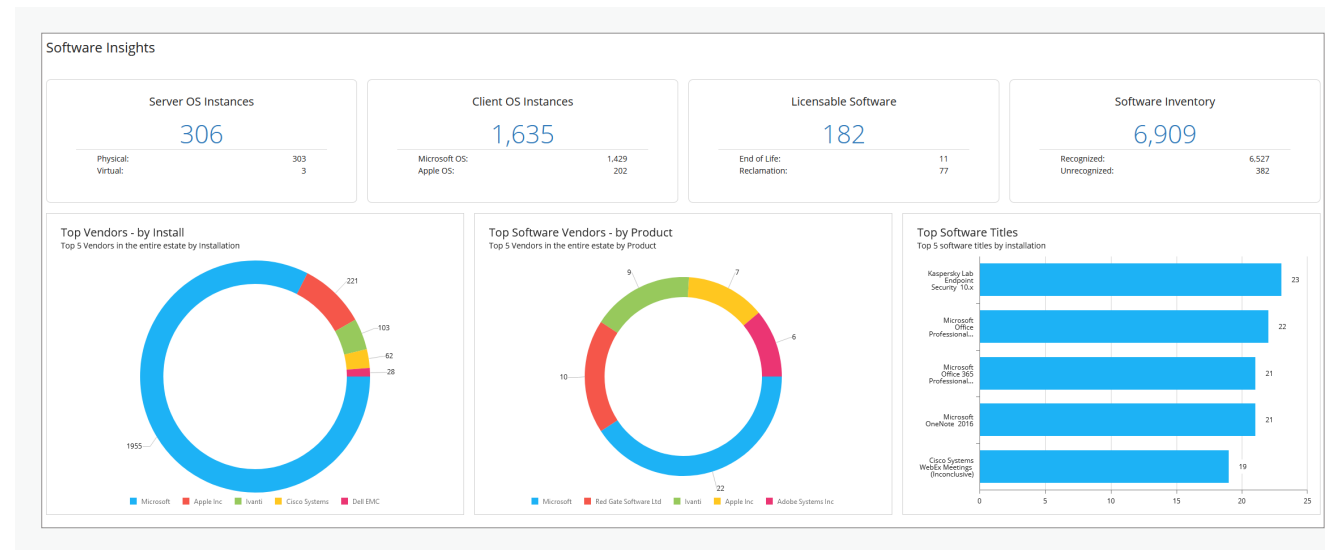 Software Insights
Server OS Instances
306
Physical: 303
Virtual: 3
Client OS Instances
1,635
Microsoft OS: 1,429
Apple OS: 202
Licensable Software
182
End of Life: 11
Reclamation: 77
Software Inventory
6,909
Recognized: 6,527
Unrecognized: 382
Top Vendors - by Install
Top 5 Vendors in the entire estate by Installation
221
103
62
28
1955
Microsoft Apple Inc Ivanti Cisco Systems Dell EMC
Top Software Vendors - by Product
Top 5 Vendors in the entire estate by Product
9
7
6
10
22
Microsoft Red Gate Software Ltd Ivanti Apple Inc Adobe Systems Inc
Top Software Titles
Top 5 software titles by installation
Kaspersky Lab
Endpoint
Security 10.x
23
Microsoft
Office
Professional...
22
Microsoft
Office 365
Professional...
21
Microsoft
OneNote 2016
21
Cisco Systems
WebEx Meetings
(Inconclusive)
19
0 5 10 15 20 25